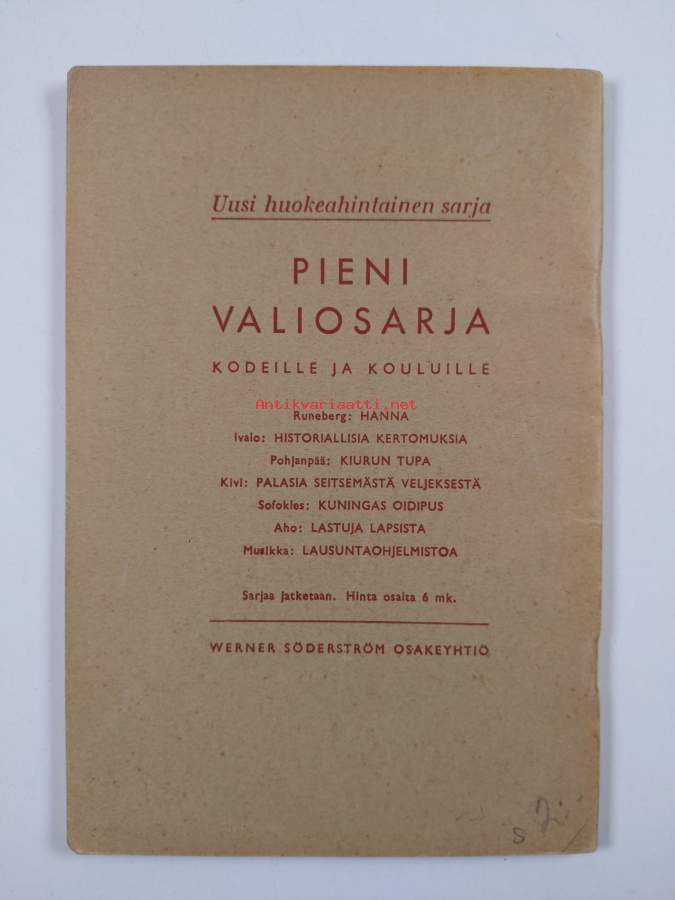 Uusi huokeahintainen sarja
PIENI
VALIOSARJA
KODEILLE JA KOULUILLE
Antikvariaatti.net
Runeberg: HANNA
Ivalo: HISTORIALLISIA KERTOMUKSIA
Pohjanpää: KIURUN TUPA
Kivi: PALASIA SEITSEMÄSTÄ VELJEKSESTÄ
Sofokles: KUNINGAS OIDIPUS
Aho: LASTUJA LAPSISTA
Musikka: LAUSUNTAOHJELMISTOA
Sarjaa jatketaan. Hinta osalta 6 mk.
WERNER SÖDERSTRÖM OSAKEYHTIÖ